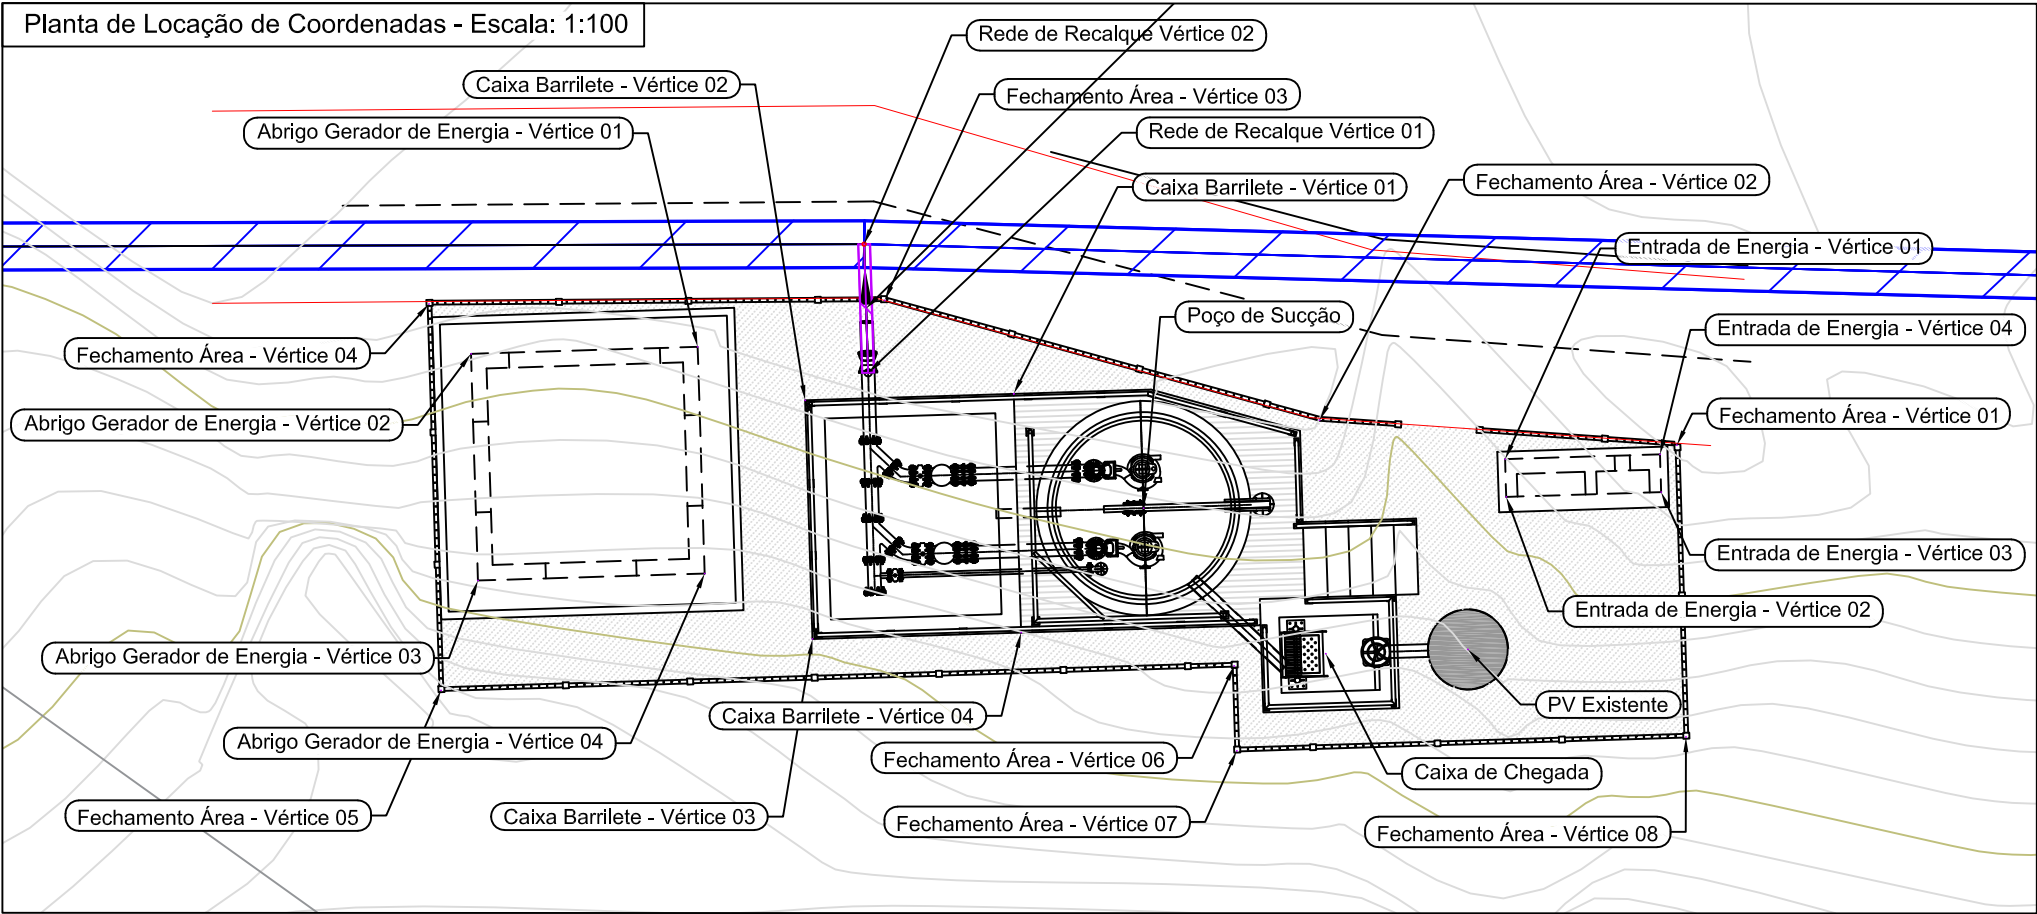 Planta de Locação de Coordenadas - Escala: 1:100
Rede de Recalque Vértice 02
Caixa Barrilete - Vértice 02
Fechamento Área - Vértice 03
Abrigo Gerador de Energia - Vértice 01
Rede de Recalque Vértice 01
Caixa Barrilete - Vértice 01
Fechamento Área - Vértice 02
Entrada de Energia - Vértice 01
Poço de Sucção
Entrada de Energia - Vértice 04
Fechamento Área - Vértice 04
Abrigo Gerador de Energia - Vértice 02
Fechamento Área - Vértice 01
Entrada de Energia - Vértice 03
Entrada de Energia - Vértice 02
Abrigo Gerador de Energia - Vértice 03
PV Existente
Caixa Barrilete - Vértice 04
Abrigo Gerador de Energia - Vértice 04
Fechamento Área - Vértice 06
Caixa de Chegada
Fechamento Área - Vértice 05
Caixa Barrilete - Vértice 03
Fechamento Área - Vértice 07
Fechamento Área - Vértice 08